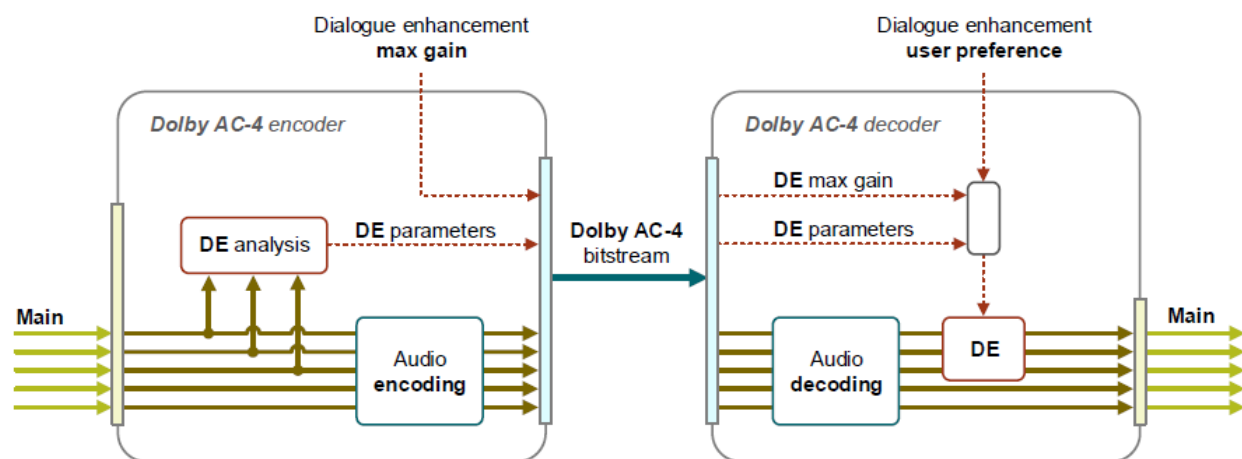 Dialogue enhancement
max gain
Dialogue enhancement
user preference
Dolby AC-4 encoder
Dolby AC-4 decoder
DE max gain
DE analysis
DE parameters
Dolby AC-4
bitstream
DE parameters
Main
Audio
encoding
Audio
decoding
DE
Main